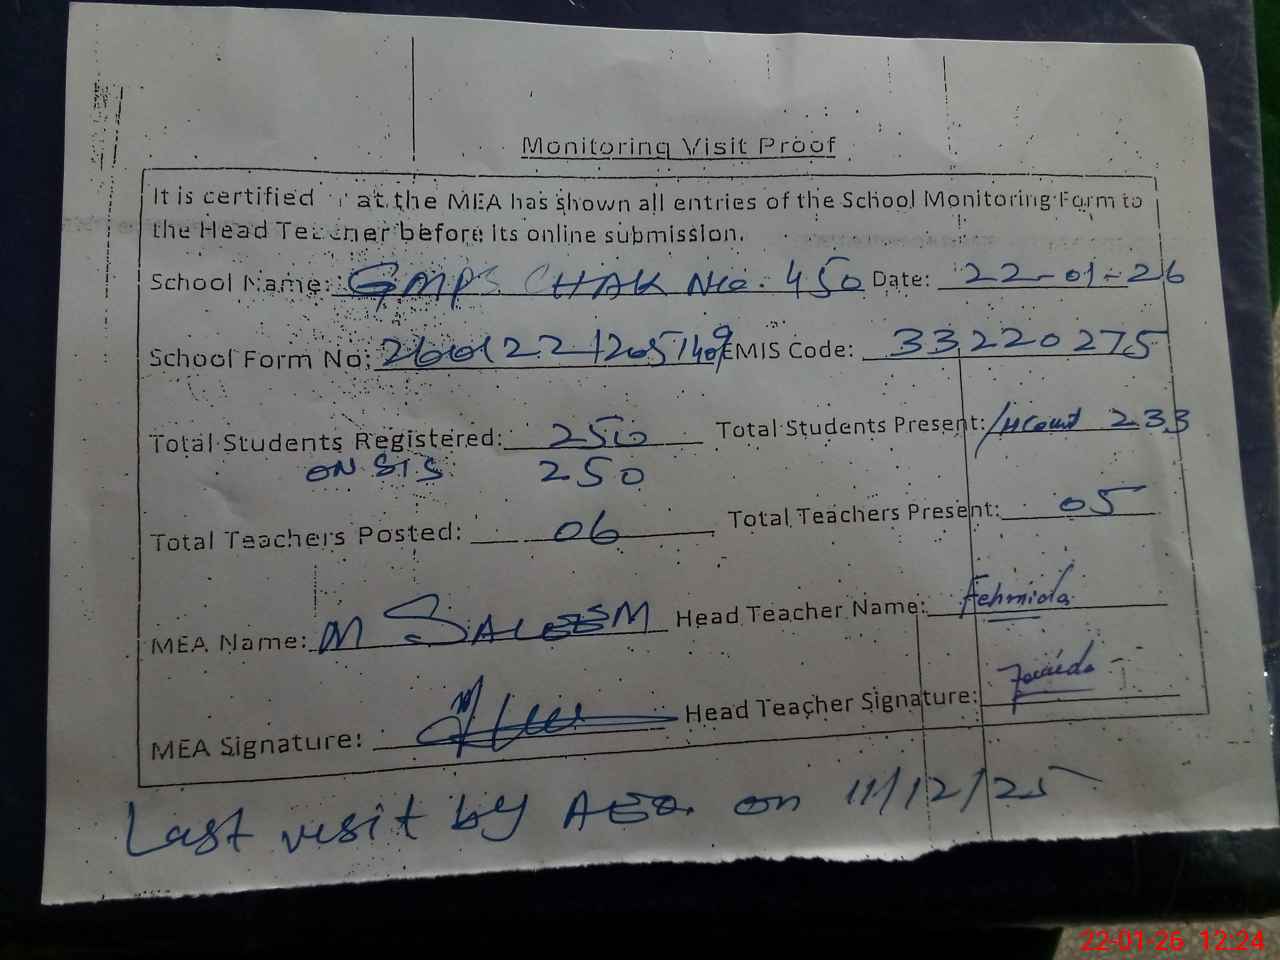 Monitoring Visit Proof
It is certified at the MEA has shown all entries of the School Monitoring Form to
the Head Teacher before its online submission.
School Name: GMPS CHAK No. 450 Date: 22-01-26
School Form No: EMIS Code: 33220275
Total Students Registered: 250 Total Students Present: 233
ON SIS 250
Total Teachers Posted: 06 Total Teachers Present: 05
MEA Name: M SALEEM Head Teacher Name: Fehmida
MEA Signature: Head Teacher Signature:
Last visit by AEO. on 11/12/25
22-01-26 12:24